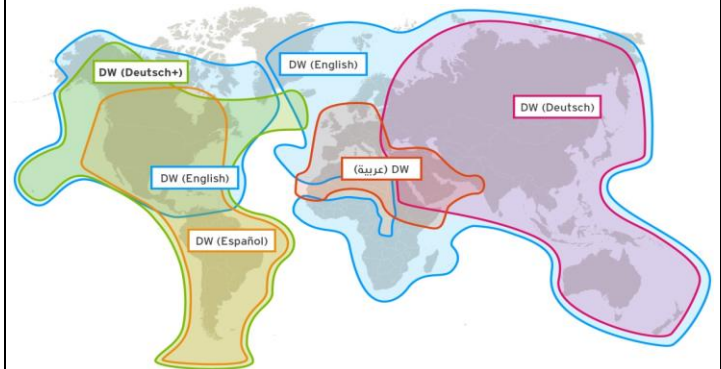 DW (English)
DW (Deutsch+)
DW (Deutsch)
DW (عربية)
DW (English)
DW (Español)